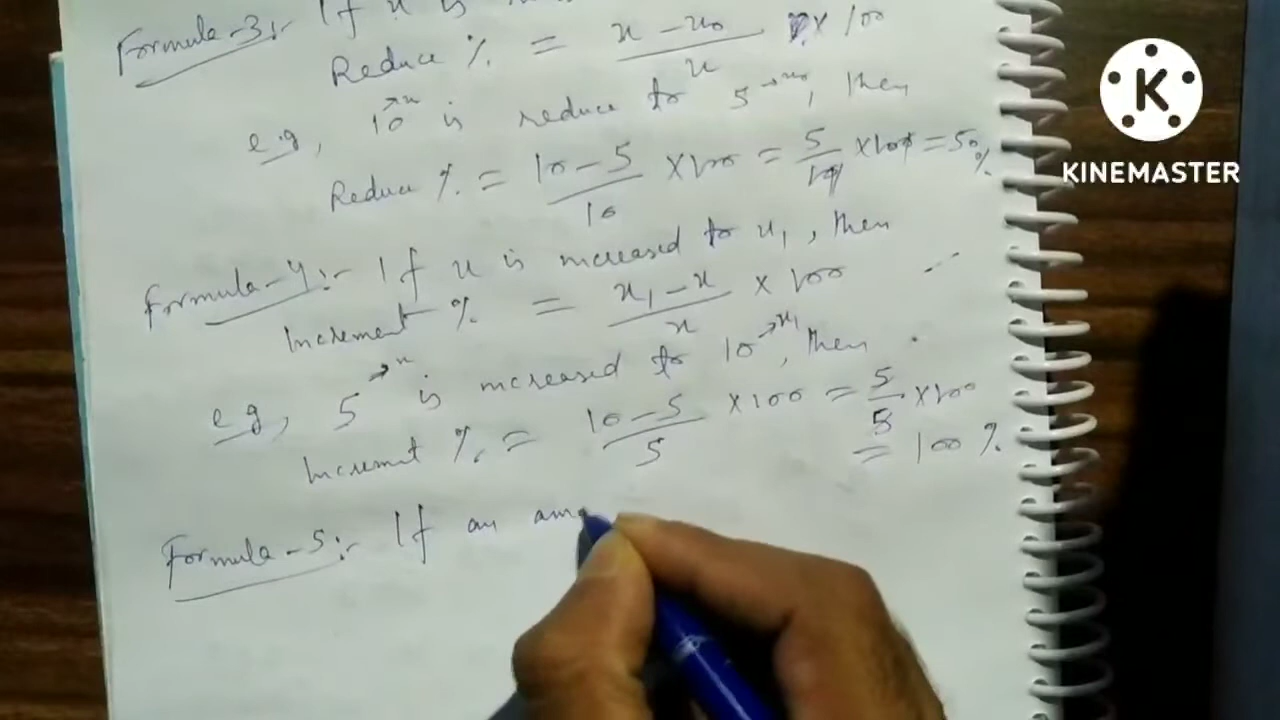 Formula-3:- If x is
Reduce % = x - x₀ / x × 100
e.g, 10→x is reduce to 5→x₀, then
Reduce % = 10-5 / 10 ×100 = 5/10 ×100 = 50%
Formula-4:- If x is increased to x₁, then
Increment % = x₁-x / x × 100
e.g, 5→x is increased to 10→x₁, then
Incremnt % = 10-5 / 5 ×100 = 5/5 ×100
= 100 %
Formula-5:- If an amo
K
KINEMASTER